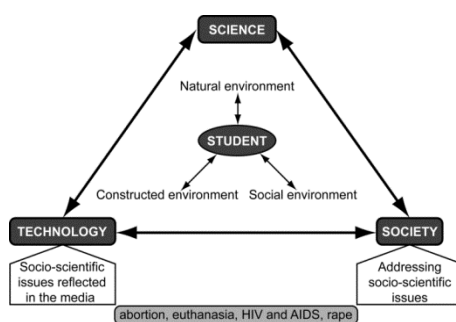 SCIENCE
Natural environment
STUDENT
Constructed environment
Social environment
TECHNOLOGY
SOCIETY
Socio-scientific
issues reflected
in the media
Addressing
socio-scientific
issues
abortion, euthanasia, HIV and AIDS, rape